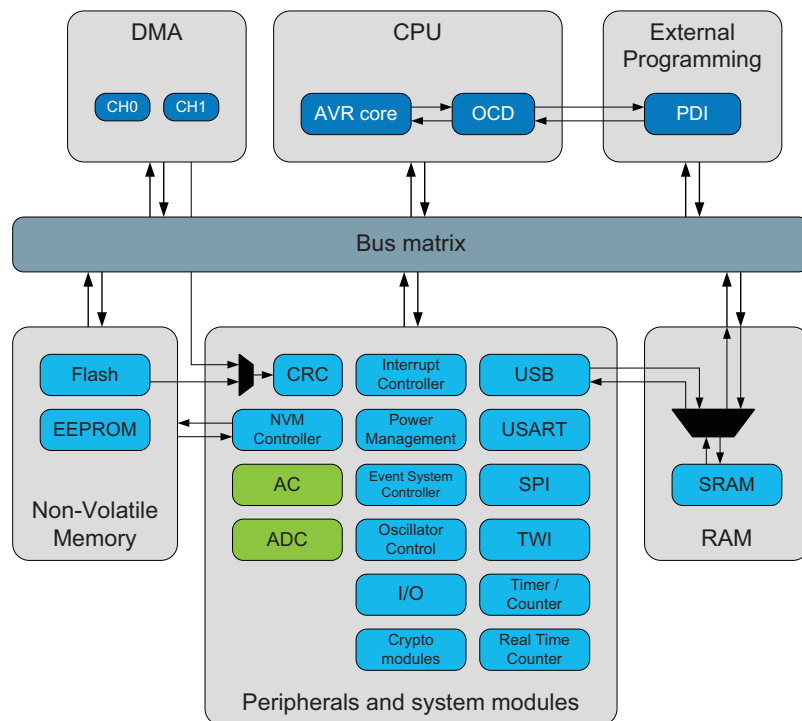 DMA
CH0
CH1
CPU
AVR core
OCD
External
Programming
PDI
Bus matrix
Flash
EEPROM
Non-Volatile
Memory
CRC
Interrupt
Controller
USB
NVM
Controller
Power
Management
USART
AC
Event System
Controller
SPI
ADC
Oscillator
Control
TWI
I/O
Timer /
Counter
Crypto
modules
Real Time
Counter
Peripherals and system modules
SRAM
RAM